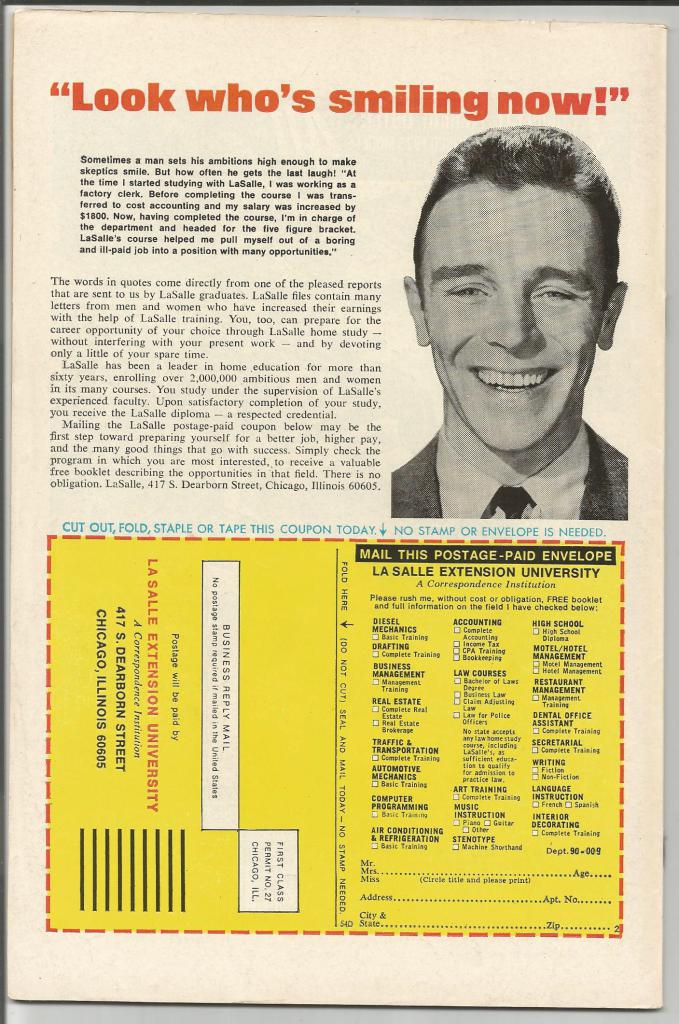 “Look who’s smiling now!”
Sometimes a man sets his ambitions high enough to make
skeptics smile. But how often he gets the last laugh! “At
the time I started studying with LaSalle, I was working as a
factory clerk. Before completing the course I was trans-
ferred to cost accounting and my salary was increased by
$1800. Now, having completed the course, I’m in charge of
the department and headed for the five figure bracket.
LaSalle’s course helped me pull myself out of a boring
and ill-paid job into a position with many opportunities.”
The words in quotes come directly from one of the pleased reports
that are sent to us by LaSalle graduates. LaSalle files contain many
letters from men and women who have increased their earnings
with the help of LaSalle training. You, too, can prepare for the
career opportunity of your choice through LaSalle home study —
without interfering with your present work — and by devoting
only a little of your spare time.
LaSalle has been a leader in home education for more than
sixty years, enrolling over 2,000,000 ambitious men and women
in its many courses. You study under the supervision of LaSalle’s
experienced faculty. Upon satisfactory completion of your study,
you receive the LaSalle diploma — a respected credential.
Mailing the LaSalle postage-paid coupon below may be the
first step toward preparing yourself for a better job, higher pay,
and the many good things that go with success. Simply check the
program in which you are most interested, to receive a valuable
free booklet describing the opportunities in that field. There is no
obligation. LaSalle, 417 S. Dearborn Street, Chicago, Illinois 60605.
CUT OUT, FOLD, STAPLE OR TAPE THIS COUPON TODAY. ↓ NO STAMP OR ENVELOPE IS NEEDED.
FIRST CLASS
PERMIT NO. 27
CHICAGO, ILL.
BUSINESS REPLY MAIL
No postage stamp required if mailed in the United States
Postage will be paid by
LA SALLE EXTENSION UNIVERSITY
A Correspondence Institution
417 S. DEARBORN STREET
CHICAGO, ILLINOIS 60605
FOLD HERE (DO NOT CUT) SEAL AND MAIL TODAY — NO STAMP NEEDED.
54D
MAIL THIS POSTAGE-PAID ENVELOPE
LA SALLE EXTENSION UNIVERSITY
A Correspondence Institution
Please rush me, without cost or obligation, FREE booklet
and full information on the field I have checked below:
DIESEL
MECHANICS
☐ Basic Training
DRAFTING
☐ Complete Training
BUSINESS
MANAGEMENT
☐ Management
Training
REAL ESTATE
☐ Complete Real
Estate
☐ Real Estate
Brokerage
TRAFFIC &
TRANSPORTATION
☐ Complete Training
AUTOMOTIVE
MECHANICS
☐ Basic Training
COMPUTER
PROGRAMMING
☐ Basic Training
AIR CONDITIONING
& REFRIGERATION
☐ Basic Training
ACCOUNTING
☐ Complete
Accounting
☐ Income Tax
☐ CPA Training
☐ Bookkeeping
LAW COURSES
☐ Bachelor of Laws
Degree
☐ Business Law
☐ Claim Adjusting
Law
☐ Law for Police
Officers
No state accepts
any law home study
course, including
LaSalle’s, as
sufficient educa-
tion to qualify
for admission to
practice law.
ART TRAINING
☐ Complete Training
MUSIC
INSTRUCTION
☐ Piano ☐ Guitar
☐ Other
STENOTYPE
☐ Machine Shorthand
HIGH SCHOOL
☐ High School
Diploma
MOTEL/HOTEL
MANAGEMENT
☐ Motel Management
☐ Hotel Management
RESTAURANT
MANAGEMENT
☐ Management
Training
DENTAL OFFICE
ASSISTANT
☐ Complete Training
SECRETARIAL
☐ Complete Training
WRITING
☐ Fiction
☐ Non-Fiction
LANGUAGE
INSTRUCTION
☐ French ☐ Spanish
INTERIOR
DECORATING
☐ Complete Training
Dept. 90-009
Mr.
Mrs. Age
Miss (Circle title and please print)
Address Apt. No.
City &
State Zip
2